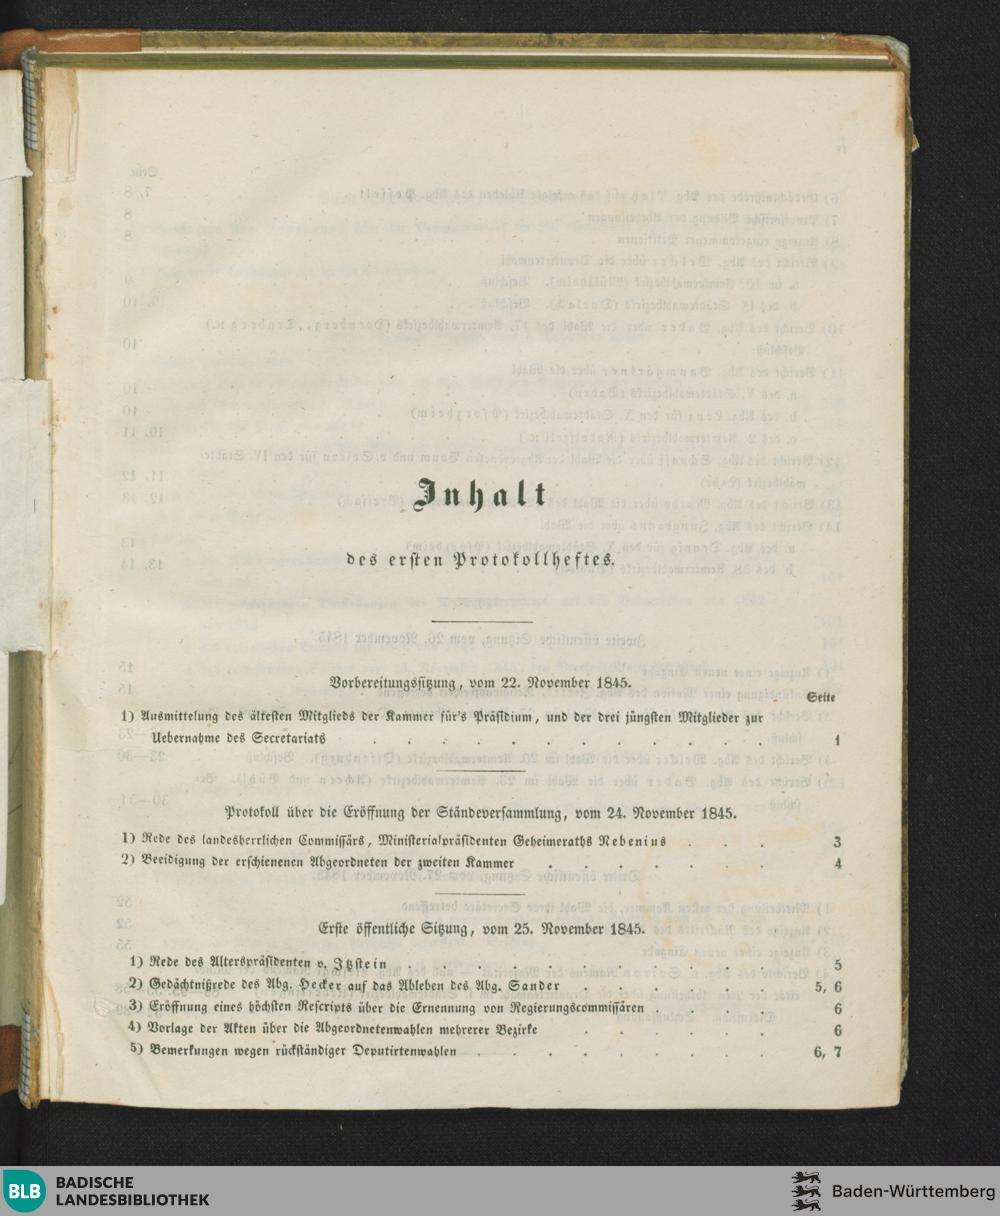 Inhalt
des ersten Protokollheftes.
Vorbereitungssitzung, vom 22. November 1845.
Seite
1) Ausmittelung des ältesten Mitglieds der Kammer für's Präsidium, und der drei jüngsten Mitglieder zur
Uebernahme des Secretariats . . . . . . . . . . . . 1
Protokoll über die Eröffnung der Ständeversammlung, vom 24. November 1845.
1) Rede des landesherrlichen Commissärs, Ministerialpräsidenten Geheimeraths Nebenius . . . 3
2) Beeidigung der erschienenen Abgeordneten der zweiten Kammer . . . . . . . 4
Erste öffentliche Sitzung, vom 25. November 1845.
1) Rede des Alterspräsidenten v. Itzstein . . . . . . . . . . . 5
2) Gedächtnißrede des Abg. Hecker auf das Ableben des Abg. Sander . . . . . . 5, 6
3) Eröffnung eines höchsten Rescripts über die Ernennung von Regierungscommissären . . . . 6
4) Vorlage der Akten über die Abgeordnetenwahlen mehrerer Bezirke . . . . . . . 6
5) Bemerkungen wegen rückständiger Deputirtenwahlen . . . . . . . . . 6, 7
BLB BADISCHE
LANDESBIBLIOTHEK
Baden-Württemberg